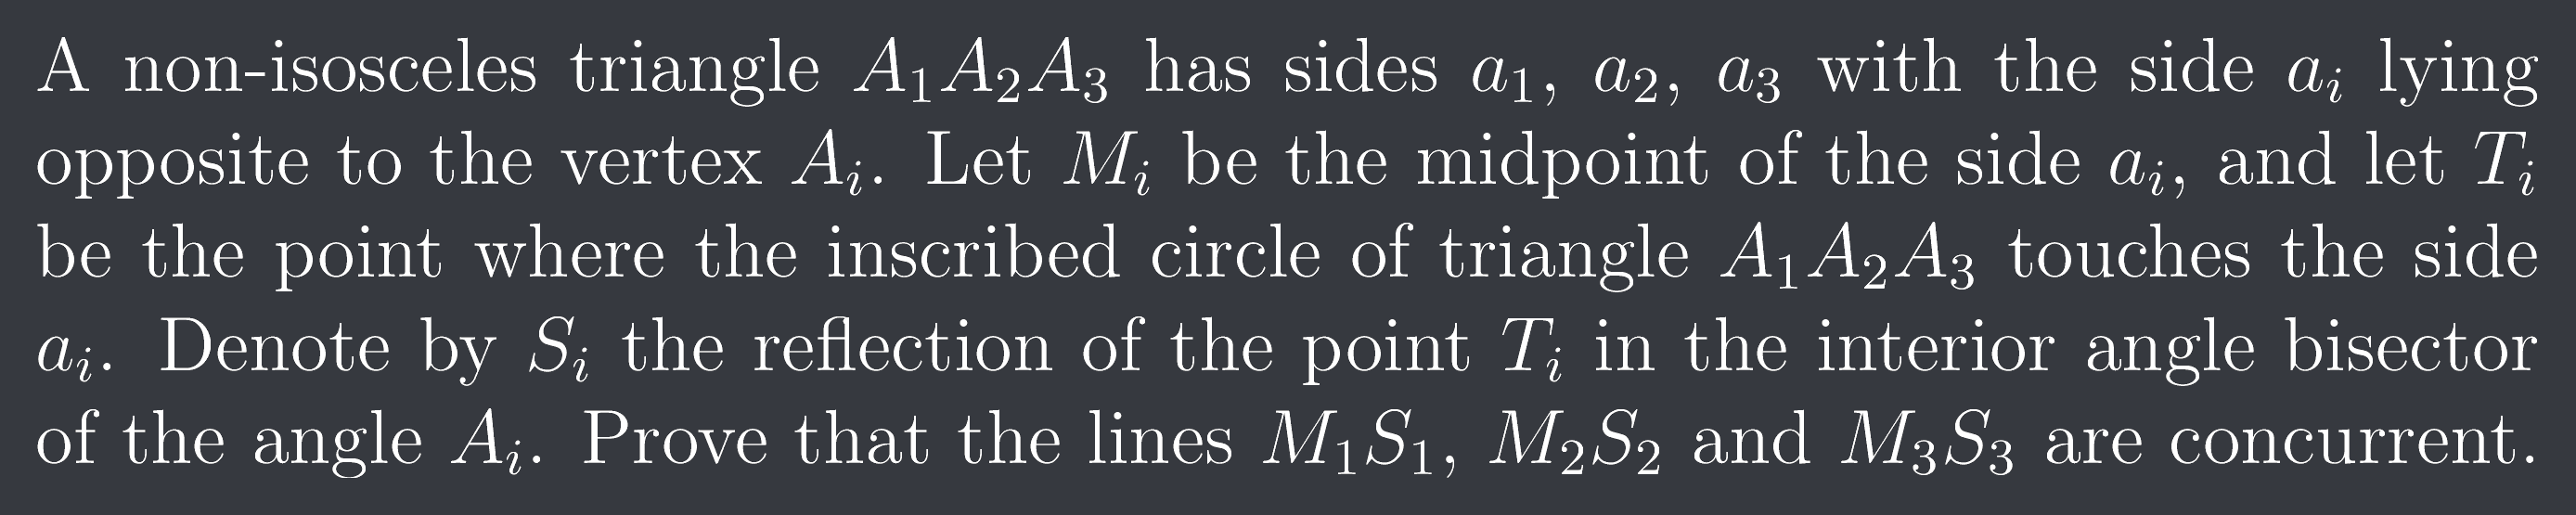 A non-isosceles triangle $A_1A_2A_3$ has sides $a_1$, $a_2$, $a_3$ with the side $a_i$ lying
opposite to the vertex $A_i$. Let $M_i$ be the midpoint of the side $a_i$, and let $T_i$
be the point where the inscribed circle of triangle $A_1A_2A_3$ touches the side
$a_i$. Denote by $S_i$ the reflection of the point $T_i$ in the interior angle bisector
of the angle $A_i$. Prove that the lines $M_1S_1$, $M_2S_2$ and $M_3S_3$ are concurrent.